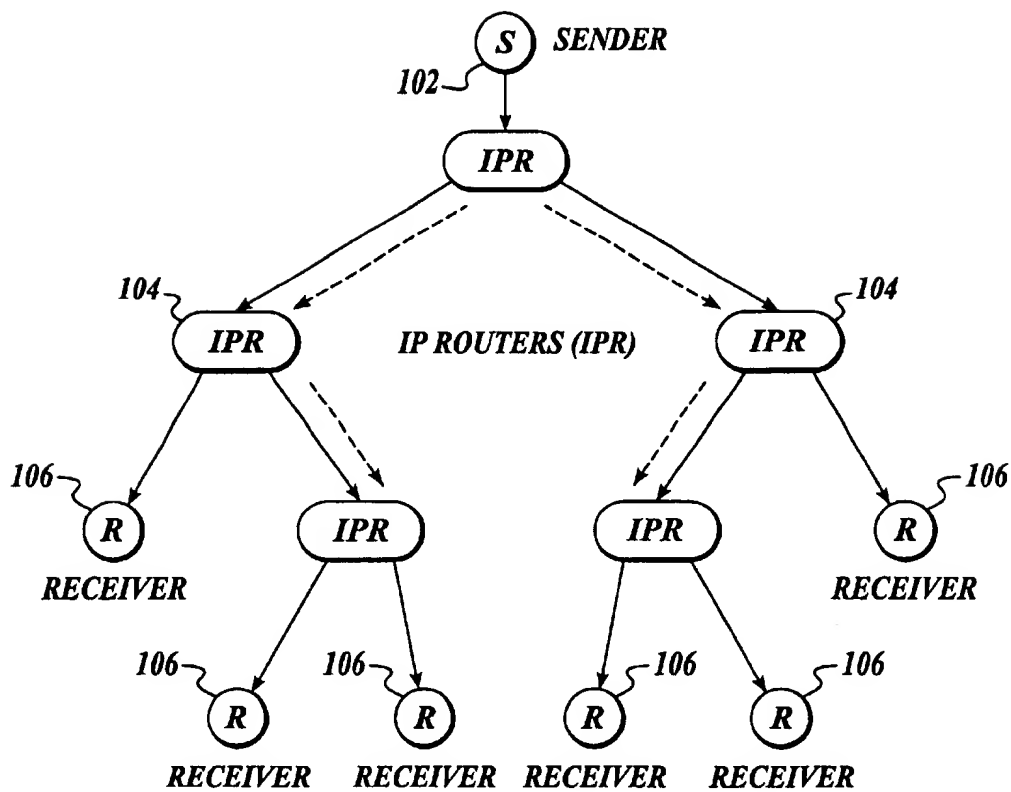 S SENDER
102
IPR
104
104
IPR
IP ROUTERS (IPR)
IPR
106
106
R
IPR
IPR
R
RECEIVER
RECEIVER
106
106
106
106
R
R
R
R
RECEIVER
RECEIVER
RECEIVER
RECEIVER